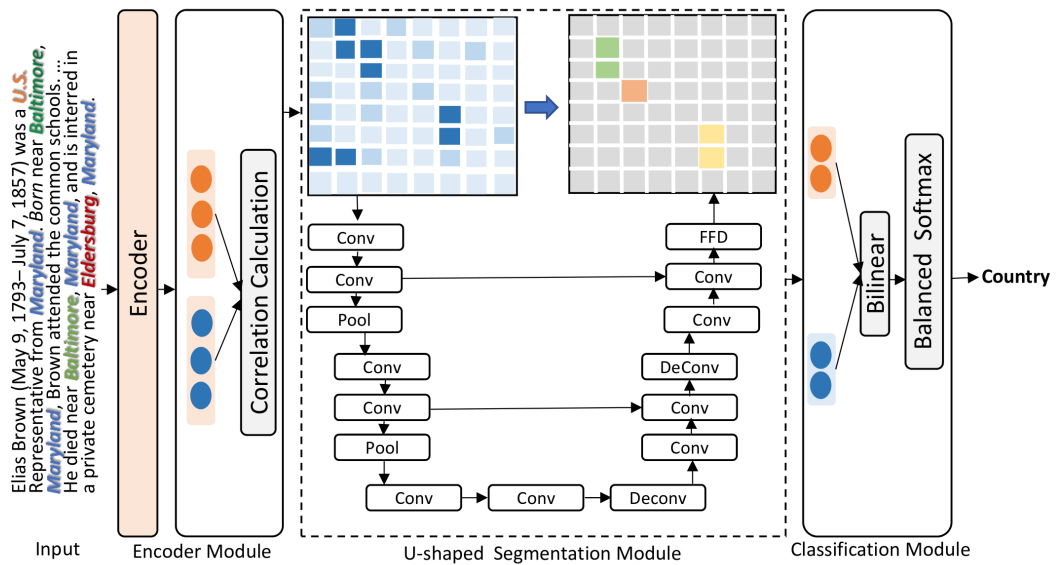 Elias Brown (May 9, 1793– July 7, 1857) was a U.S.
Representative from Maryland. Born near Baltimore,
Maryland, Brown attended the common schools. ...
He died near Baltimore, Maryland, and is interred in
a private cemetery near Eldersburg, Maryland.
Input
Encoder
Correlation Calculation
Encoder Module
Conv
Conv
Pool
Conv
Conv
Pool
Conv
Conv
Deconv
Conv
Conv
DeConv
Conv
Conv
FFD
U-shaped Segmentation Module
Bilinear
Balanced Softmax
Classification Module
Country